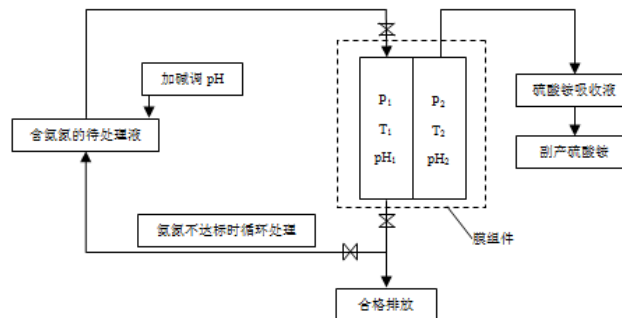 加碱调 pH
含氨氮的待处理液
P₁
P₂
T₁
T₂
pH₁
pH₂
硫酸铵吸收液
副产硫酸铵
氨氮不达标时循环处理
膜组件
合格排放